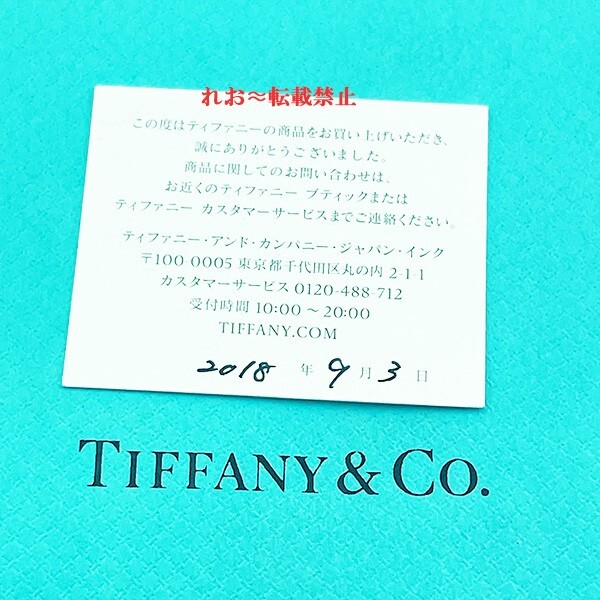 れお〜転載禁止
この度はティファニーの商品をお買い上げいただき、
誠にありがとうございました。
商品に関してのお問い合わせは、
お近くのティファニー ブティックまたは
ティファニー カスタマーサービスまでご連絡ください。
ティファニー・アンド・カンパニー・ジャパン・インク
〒100 0005 東京都千代田区丸の内 2-1-1
カスタマーサービス 0120-488-712
受付時間 10:00〜20:00
TIFFANY.COM
2018 年 9 月 3 日
TIFFANY & CO.